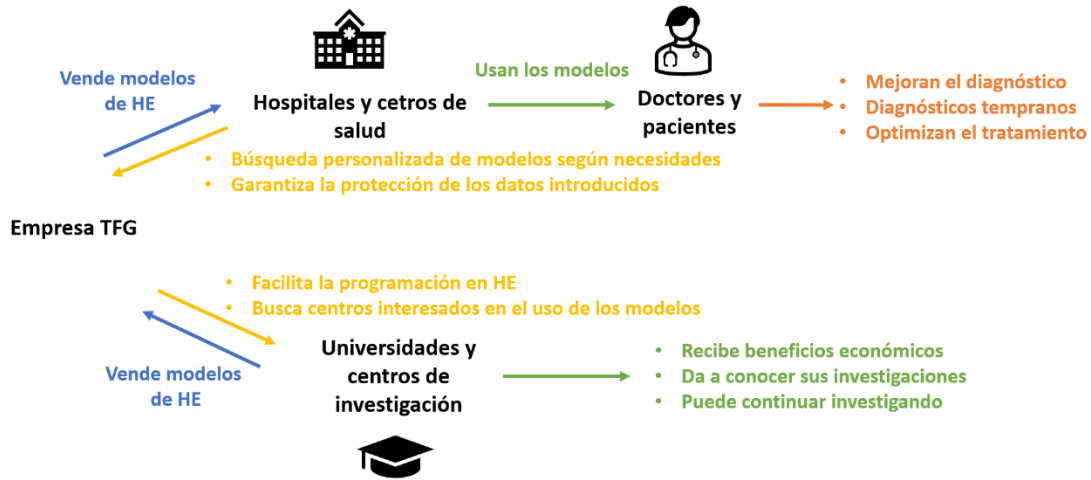 Vende modelos
de HE
Hospitales y cetros de
salud
Usan los modelos
Doctores y
pacientes
• Mejoran el diagnóstico
• Diagnósticos tempranos
• Optimizan el tratamiento
• Búsqueda personalizada de modelos según necesidades
• Garantiza la protección de los datos introducidos
Empresa TFG
• Facilita la programación en HE
• Busca centros interesados en el uso de los modelos
Vende modelos
de HE
Universidades y
centros de
investigación
• Recibe beneficios económicos
• Da a conocer sus investigaciones
• Puede continuar investigando